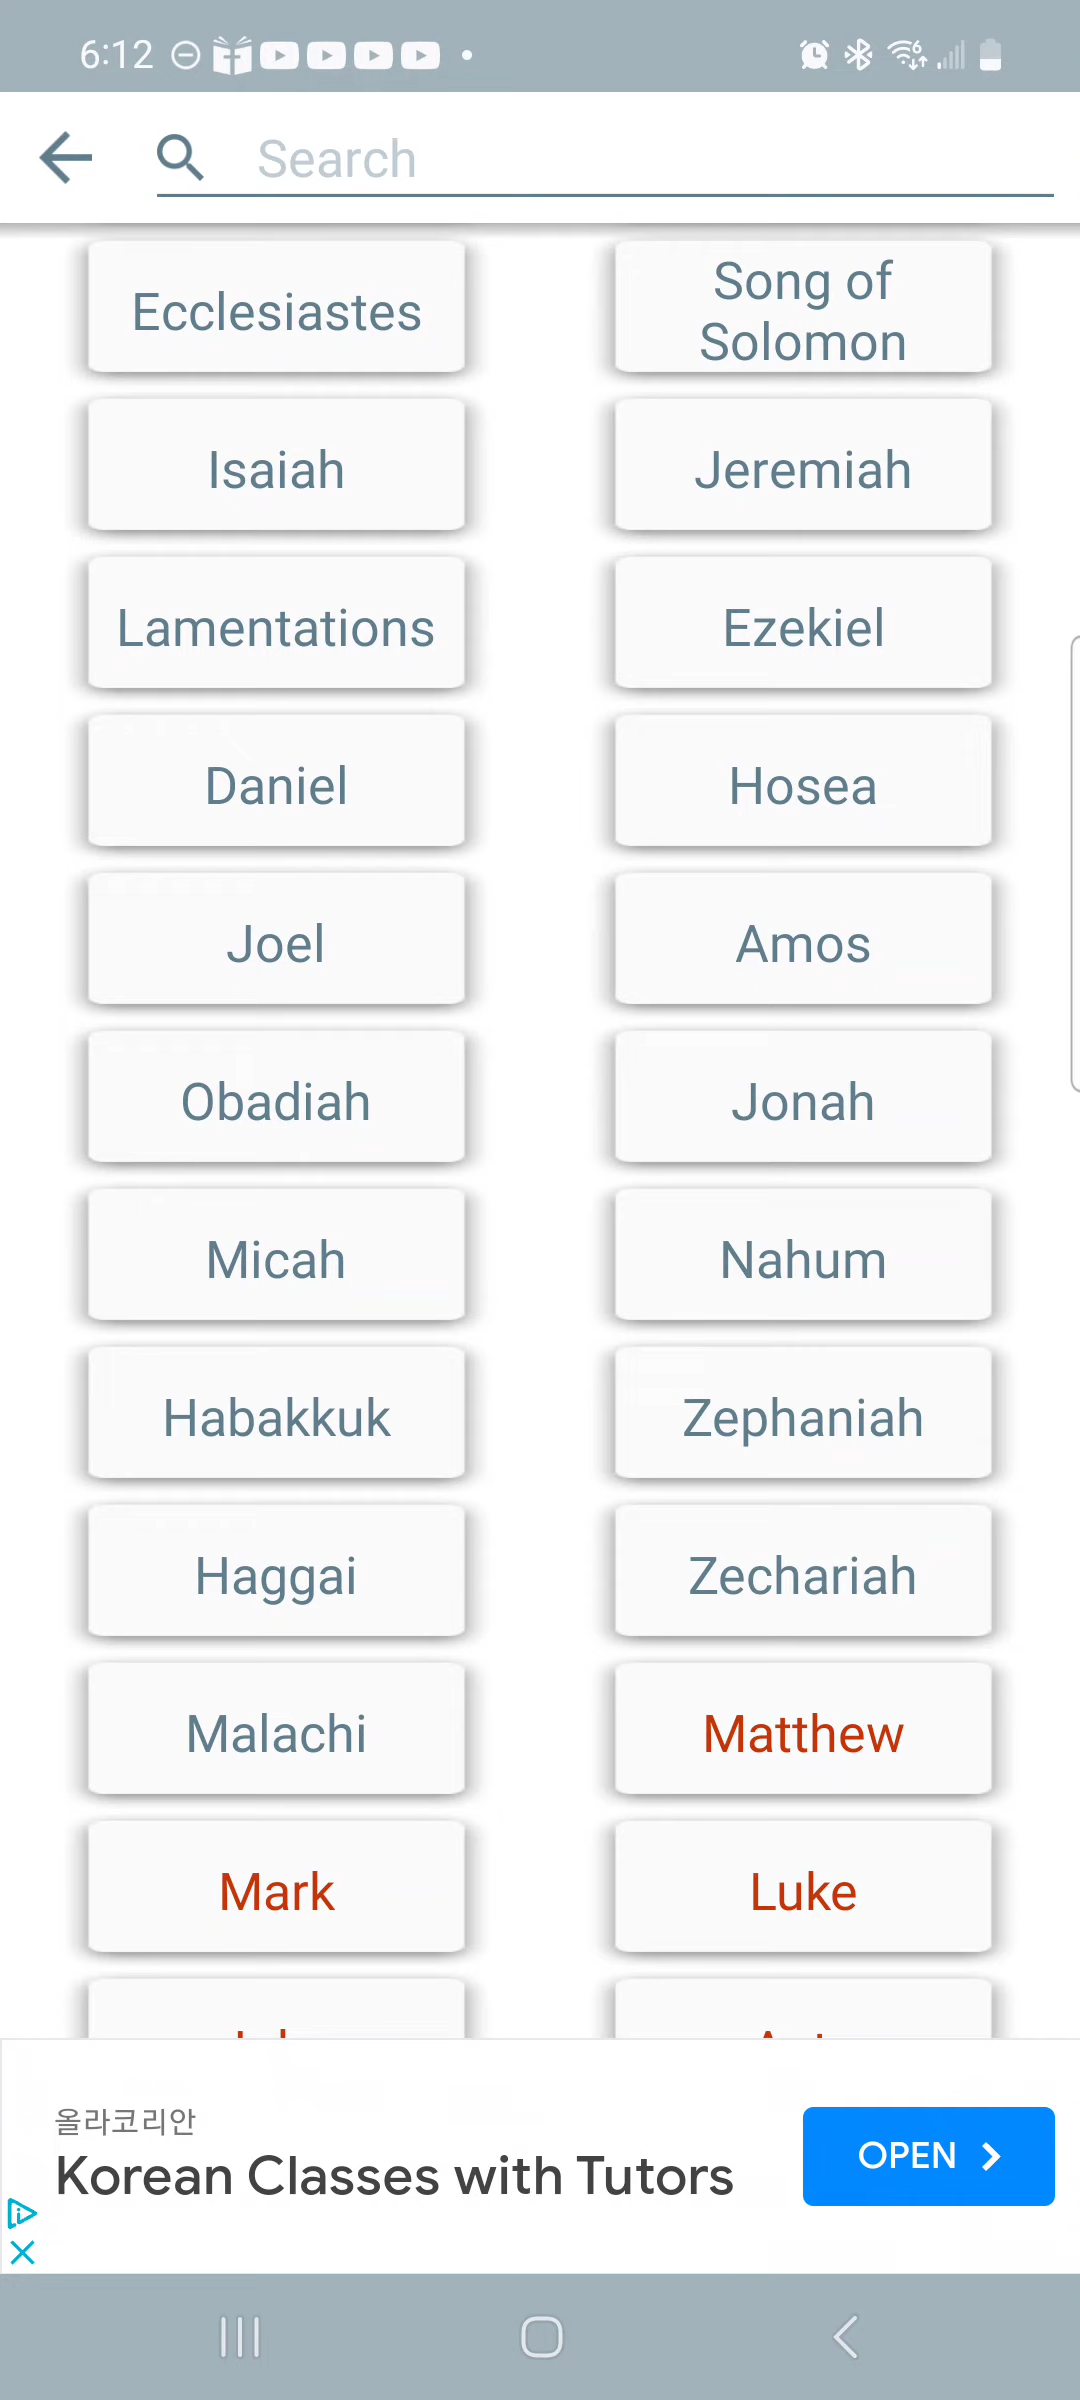 6:12
Search
Ecclesiastes
Song of
Solomon
Isaiah
Jeremiah
Lamentations
Ezekiel
Daniel
Hosea
Joel
Amos
Obadiah
Jonah
Micah
Nahum
Habakkuk
Zephaniah
Haggai
Zechariah
Malachi
Matthew
Mark
Luke
올라코리안
Korean Classes with Tutors
OPEN